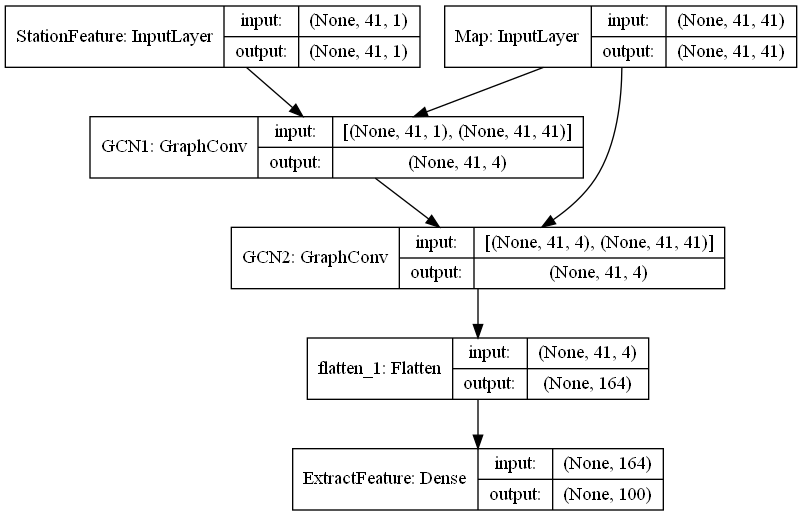 StationFeature: InputLayer
input: (None, 41, 1)
output: (None, 41, 1)
Map: InputLayer
input: (None, 41, 41)
output: (None, 41, 41)
GCN1: GraphConv
input: [(None, 41, 1), (None, 41, 41)]
output: (None, 41, 4)
GCN2: GraphConv
input: [(None, 41, 4), (None, 41, 41)]
output: (None, 41, 4)
flatten_1: Flatten
input: (None, 41, 4)
output: (None, 164)
ExtractFeature: Dense
input: (None, 164)
output: (None, 100)